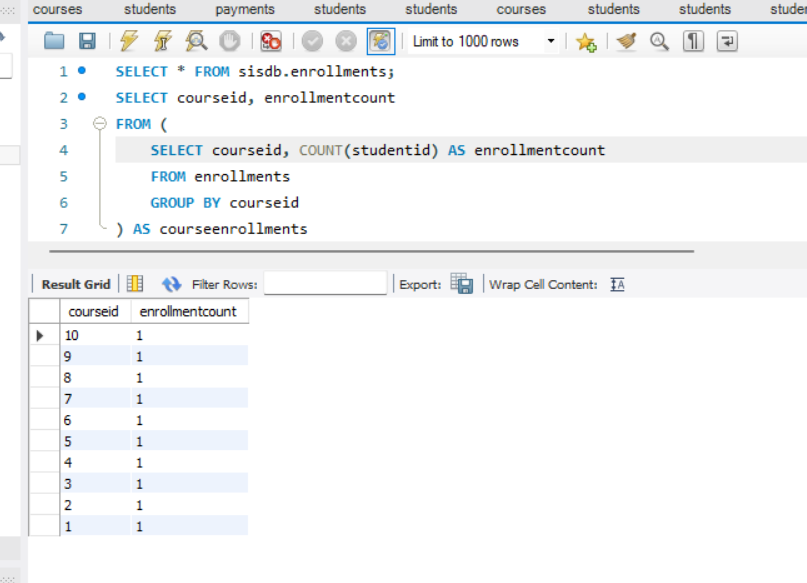 courses students payments students students courses students students studer
Limit to 1000 rows
1 SELECT * FROM sisdb.enrollments;
2 SELECT courseid, enrollmentcount
3 FROM (
4 SELECT courseid, COUNT(studentid) AS enrollmentcount
5 FROM enrollments
6 GROUP BY courseid
7 ) AS courseenrollments
Result Grid Filter Rows: Export: Wrap Cell Content: IA
courseid enrollmentcount
10 1
9 1
8 1
7 1
6 1
5 1
4 1
3 1
2 1
1 1